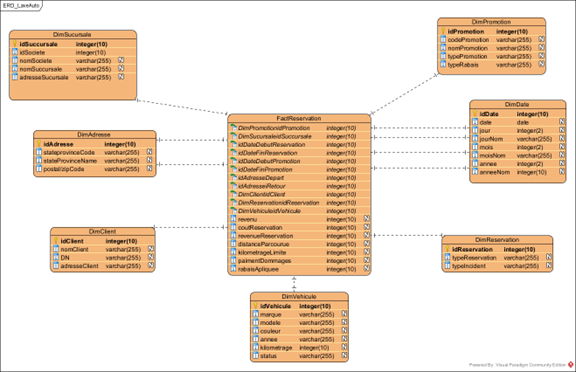 ERD_LaveAuto
DimSucursale
idSuccursale integer(10)
idSociete integer(10)
nomSociete varchar(255) N
nomSuccursale varchar(255) N
adresseSucursale varchar(255) N
DimPromotion
idPromotion integer(10)
codePromotion varchar(255) N
nomPromotion varchar(255) N
typePromotion varchar(255) N
typeRabais varchar(255) N
DimAdresse
idAdresse integer(10)
stateprovinceCode varchar(255) N
stateProvinceName varchar(255) N
postalzipCode varchar(255) N
FactReservation
DimPromotionidPromotion integer(10)
DimSucursaleidSuccursale integer(10)
idDateDebutReservation integer(10)
idDateFinReservation integer(10)
idDateDebutPromotion integer(10)
idDateFinPromotion integer(10)
idAdresseDepart integer(10)
idAdresseRetour integer(10)
DimClientidClient integer(10)
DimReservationidReservation integer(10)
DimVehiculeidVehicule integer(10)
revenu integer(10) N
coutReservation integer(10) N
revenueReservation integer(10) N
distanceParcourue integer(10) N
kilometrageLimite integer(10) N
paimentDommages integer(10) N
rabaisApliquee integer(10) N
DimDate
idDate integer(10)
date date N
jour integer(2) N
jourNom varchar(255) N
mois integer(2) N
moisNom varchar(255) N
annee integer(2) N
anneeNom integer(10) N
DimClient
idClient integer(10)
nomClient varchar(255) N
DN varchar(255) N
adresseClient varchar(255) N
DimReservation
idReservation integer(10)
typeReservation varchar(255) N
typeIncident varchar(255) N
DimVehicule
idVehicule integer(10)
marque varchar(255) N
modele varchar(255) N
couleur varchar(255) N
annee varchar(255) N
kilometrage integer(10) N
status varchar(255) N
Powered By: Visual Paradigm Community Edition